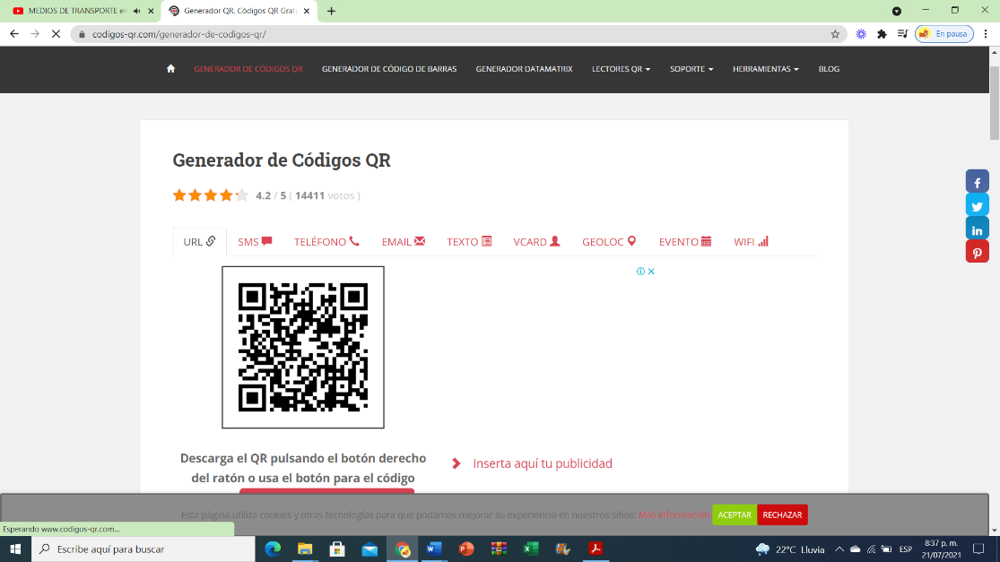 MEDIOS DE TRANSPORTE en
Generador QR. Códigos QR Grat
codigos-qr.com/generador-de-codigos-qr/
En pausa
GENERADOR DE CÓDIGOS QR GENERADOR DE CÓDIGO DE BARRAS GENERADOR DATAMATRIX LECTORES QR SOPORTE HERRAMIENTAS BLOG
Generador de Códigos QR
4.2 / 5 ( 14411 votos )
URL SMS TELÉFONO EMAIL TEXTO VCARD GEOLOC EVENTO WIFI
Descarga el QR pulsando el botón derecho
del ratón o usa el botón para el código
Inserta aquí tu publicidad
Esta página utiliza cookies y otras tecnologías para que podamos mejorar su experiencia en nuestros sitios: Más información ACEPTAR RECHAZAR
Esperando www.codigos-qr.com...
Escribe aquí para buscar
22°C Lluvia
ESP
8:37 p. m.
21/07/2021